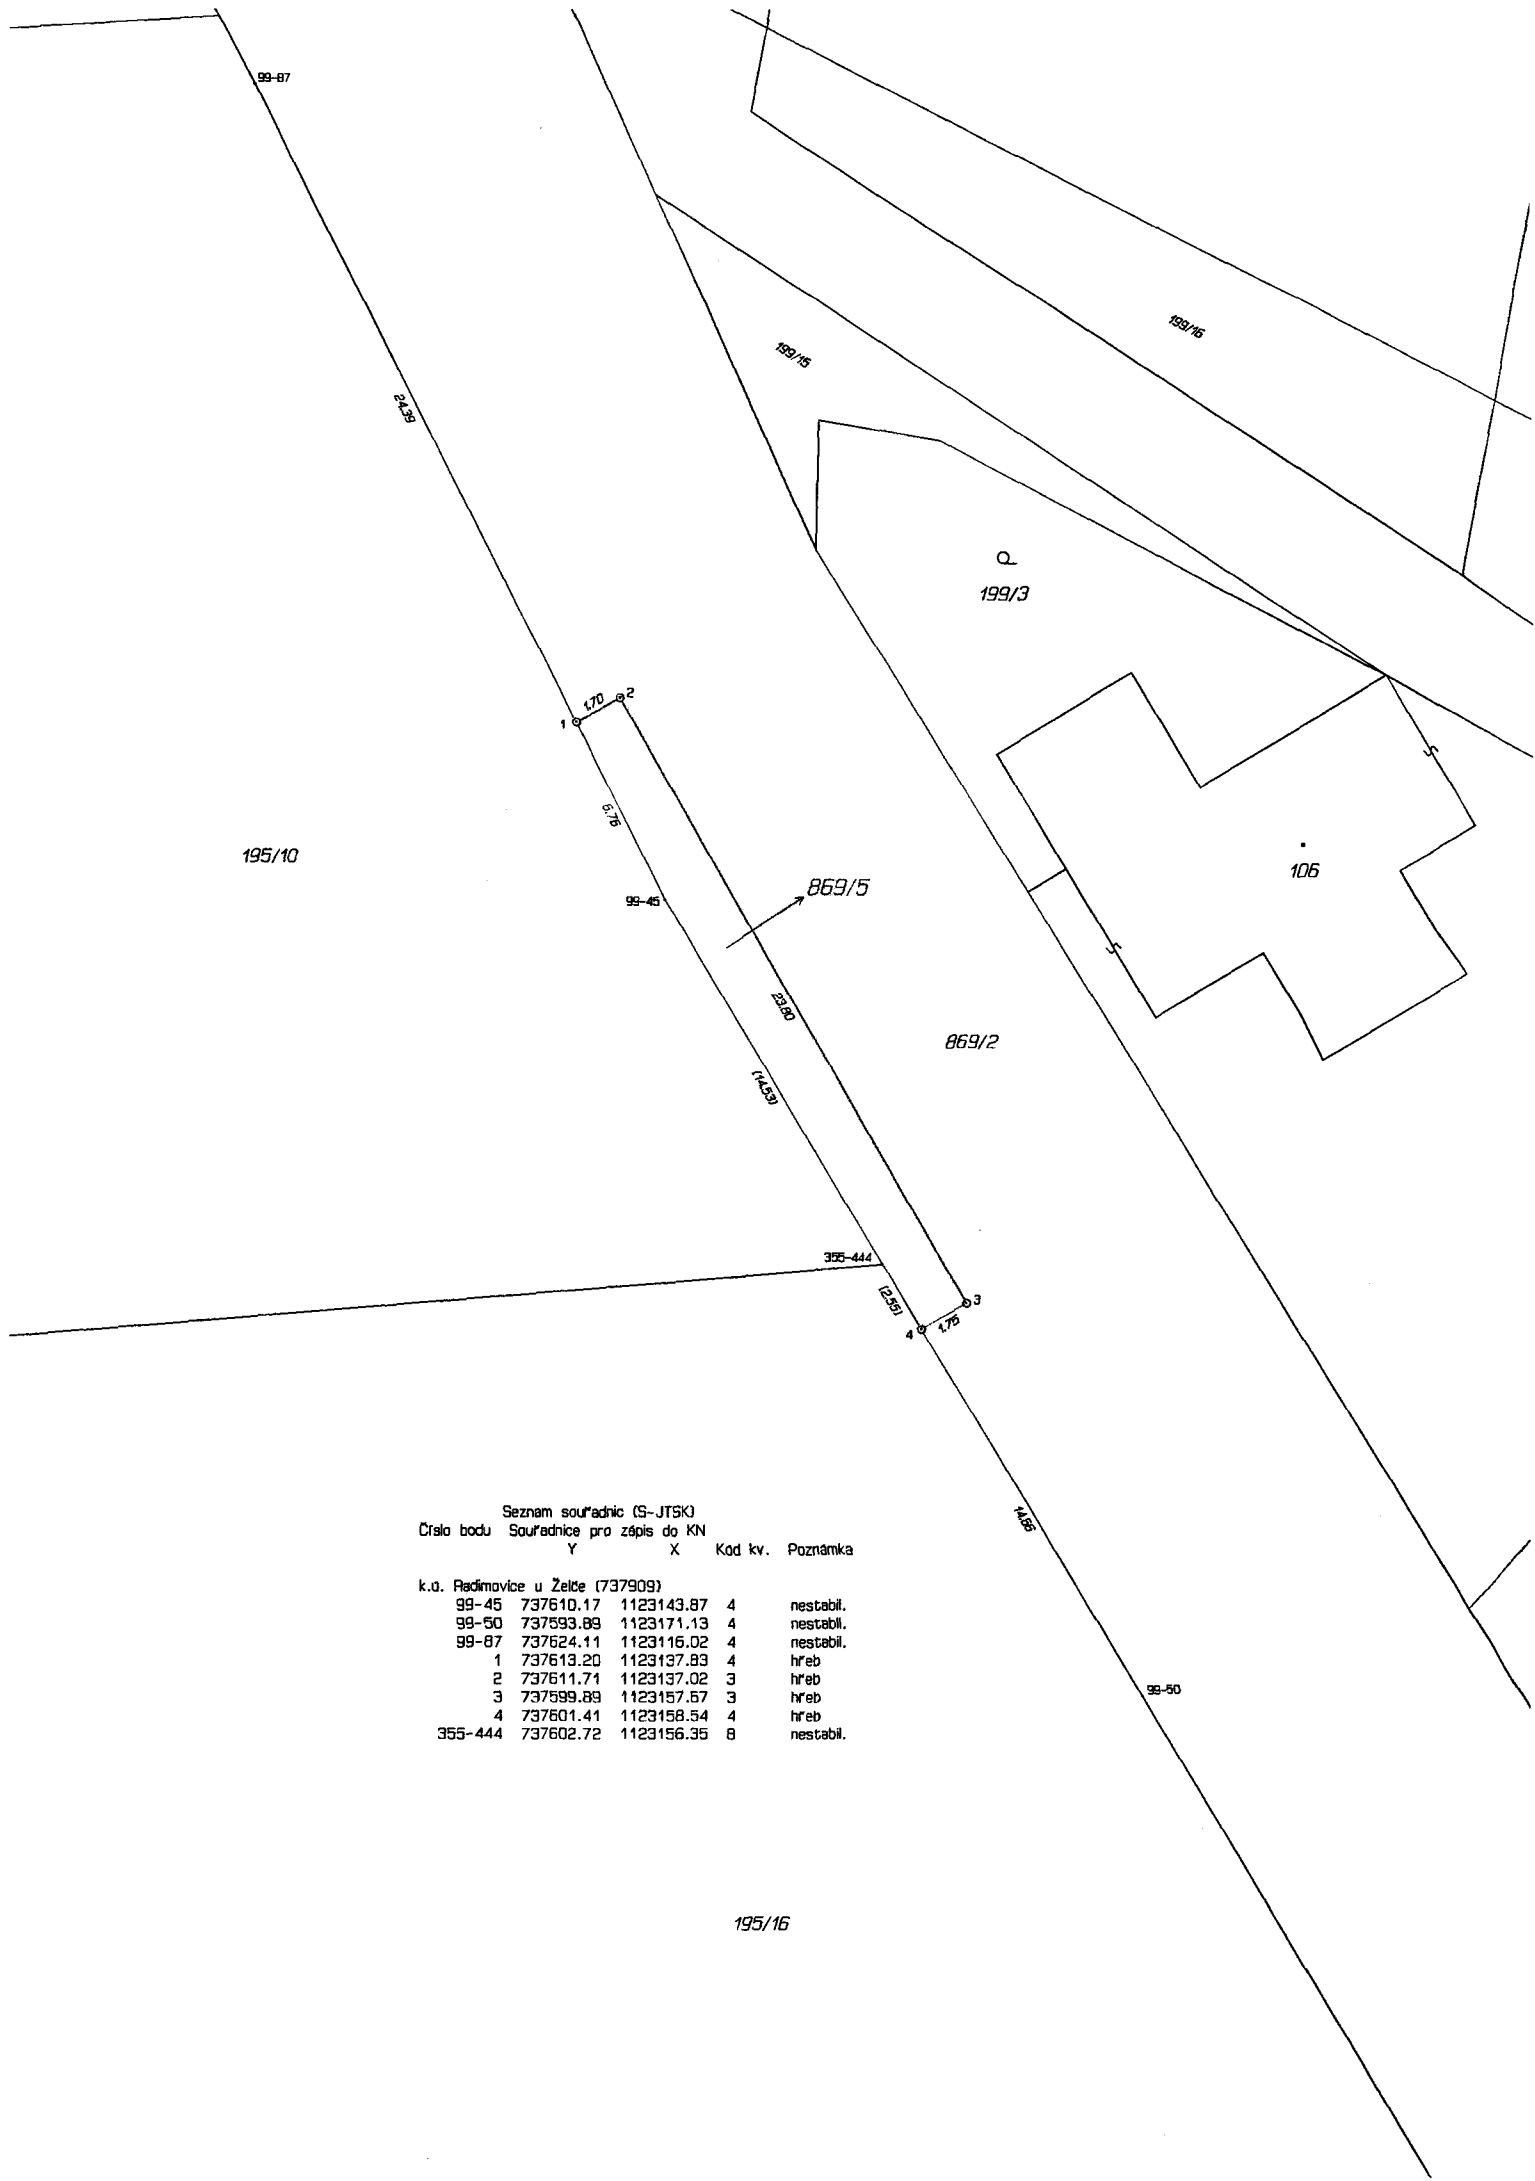 99-87
199/16
199/15
24.39
199/3
2
1.70
1
6.76
195/10
106
869/5
99-45
23.80
869/2
(14.53)
355-444
(2.55)
3
4
1.75
Seznam souřadnic (S-JTSK)
Číslo bodu Souřadnice pro zápis do KN
Y X Kód kv. Poznámka
k.ú. Radimovice u Želče (737909)
99-45 737610.17 1123143.87 4 nestabil.
99-50 737593.89 1123171.13 4 nestabil.
99-87 737624.11 1123116.02 4 nestabil.
1 737613.20 1123137.83 4 hřeb
2 737611.71 1123137.02 3 hřeb
3 737599.89 1123157.67 3 hřeb
4 737601.41 1123158.54 4 hřeb
355-444 737602.72 1123156.35 8 nestabil.
14.66
99-50
195/16